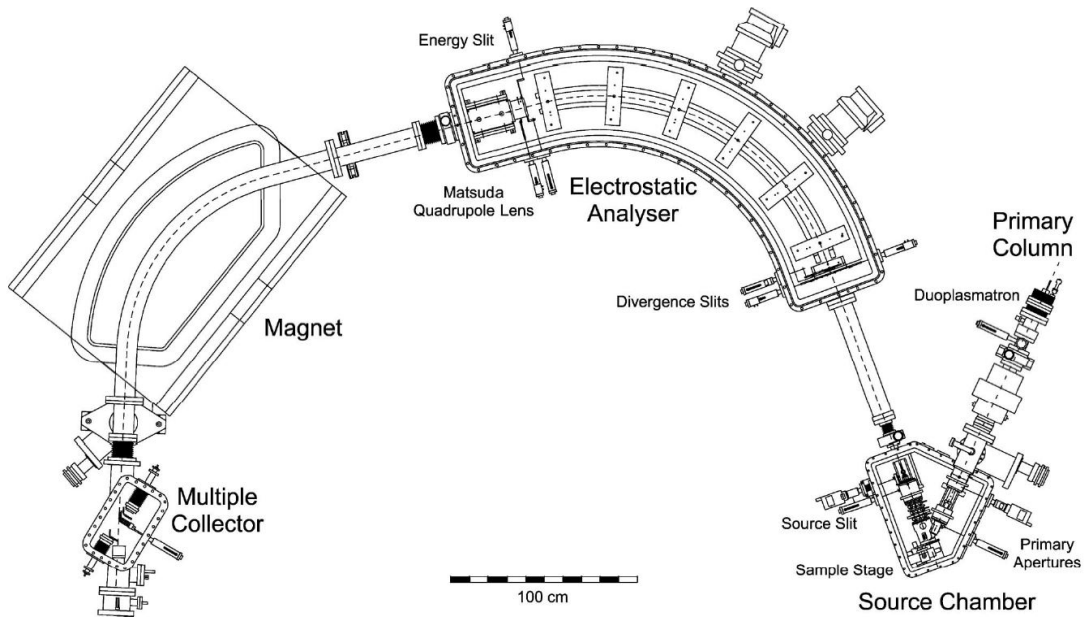 Energy Slit
Matsuda
Quadrupole Lens
Electrostatic
Analyser
Primary
Column
Duoplasmatron
Divergence Slits
Magnet
Multiple
Collector
Source Slit
Sample Stage
Primary
Apertures
Source Chamber
100 cm